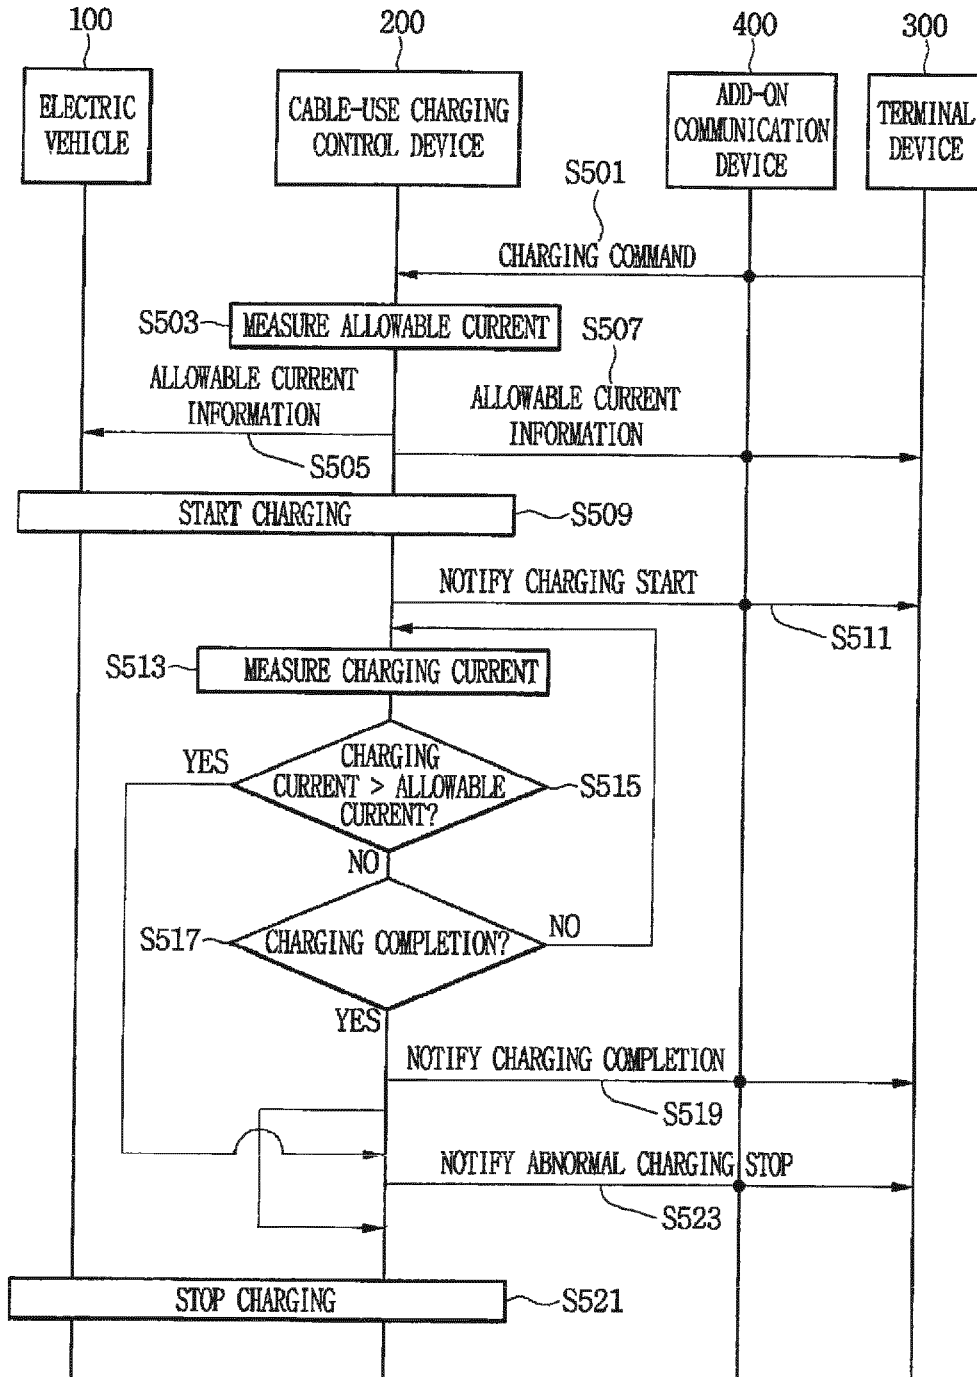 100
200
400
300
ELECTRIC
VEHICLE
CABLE-USE CHARGING
CONTROL DEVICE
ADD-ON
COMMUNICATION
DEVICE
TERMINAL
DEVICE
S501
CHARGING COMMAND
S503
MEASURE ALLOWABLE CURRENT
S507
ALLOWABLE CURRENT
INFORMATION
ALLOWABLE CURRENT
INFORMATION
S505
START CHARGING
S509
NOTIFY CHARGING START
S511
S513
MEASURE CHARGING CURRENT
YES
CHARGING
CURRENT > ALLOWABLE
CURRENT?
S515
NO
S517
CHARGING COMPLETION?
NO
YES
NOTIFY CHARGING COMPLETION
S519
NOTIFY ABNORMAL CHARGING STOP
S523
STOP CHARGING
S521